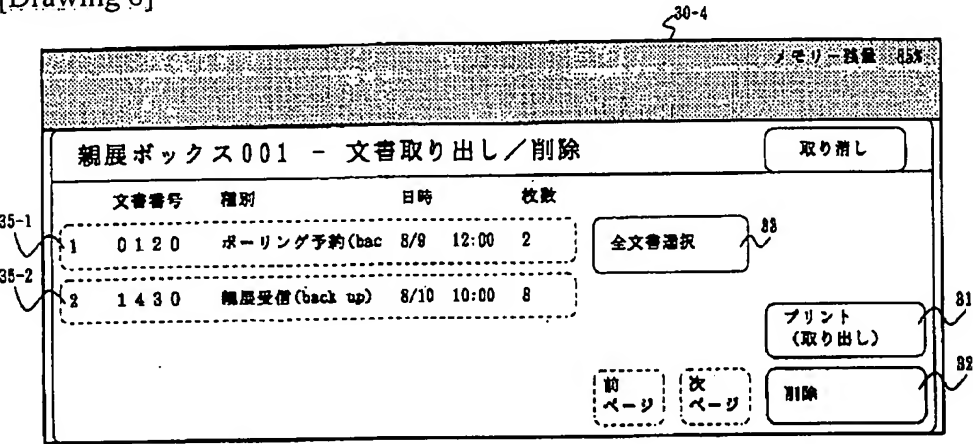 [Drawing 8]
30-4
メモリー残量 85%
親展ボックス001 - 文書取り出し/削除
取り消し
文書番号 種別 日時 枚数
35-1
1 0120 ポーリング予約(bac 8/9 12:00 2
全文書選択
33
35-2
2 1430 親展受信(back up) 8/10 10:00 8
プリント
(取り出し)
31
前
ページ
次
ページ
削除
32